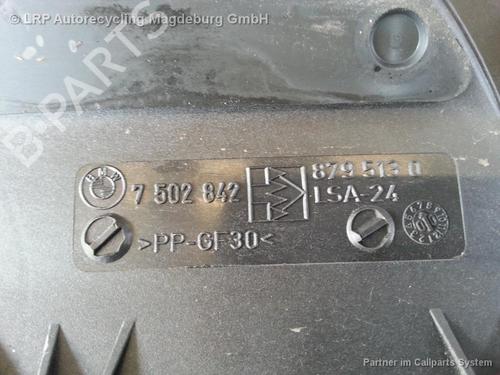 © LRP Autorecycling Magdeburg GmbH
B-PARTS
BMW
7 502 842
879 513 0
LSA-24
>PP-GF30<
Partner im Callparts System